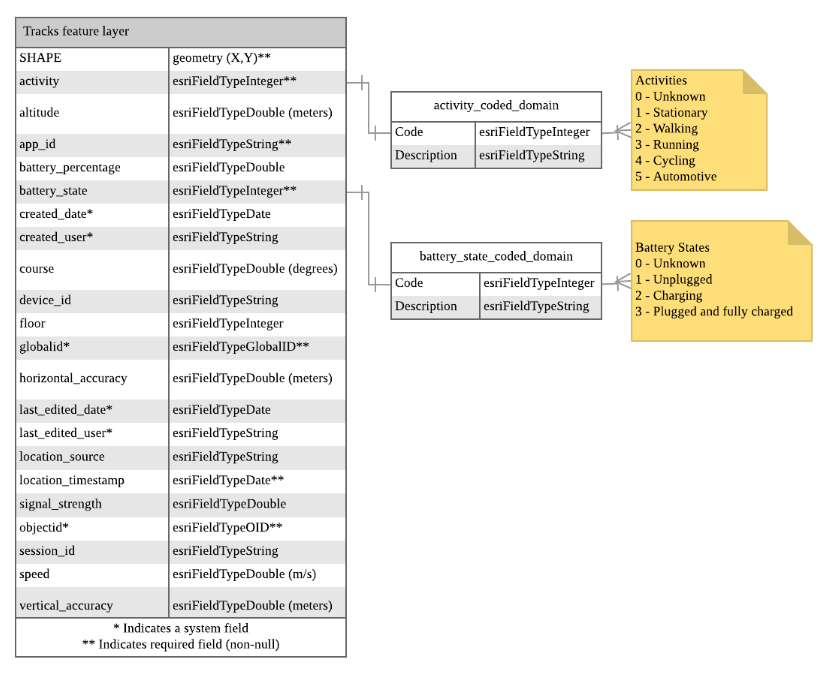 Tracks feature layer
SHAPE geometry (X,Y)**
activity esriFieldTypeInteger**
altitude esriFieldTypeDouble (meters)
app_id esriFieldTypeString**
battery_percentage esriFieldTypeDouble
battery_state esriFieldTypeInteger**
created_date* esriFieldTypeDate
created_user* esriFieldTypeString
course esriFieldTypeDouble (degrees)
device_id esriFieldTypeString
floor esriFieldTypeInteger
globalid* esriFieldTypeGlobalID**
horizontal_accuracy esriFieldTypeDouble (meters)
last_edited_date* esriFieldTypeDate
last_edited_user* esriFieldTypeString
location_source esriFieldTypeString
location_timestamp esriFieldTypeDate**
signal_strength esriFieldTypeDouble
objectid* esriFieldTypeOID**
session_id esriFieldTypeString
speed esriFieldTypeDouble (m/s)
vertical_accuracy esriFieldTypeDouble (meters)
* Indicates a system field
** Indicates required field (non-null)
activity_coded_domain
Code esriFieldTypeInteger
Description esriFieldTypeString
Activities
0 - Unknown
1 - Stationary
2 - Walking
3 - Running
4 - Cycling
5 - Automotive
battery_state_coded_domain
Code esriFieldTypeInteger
Description esriFieldTypeString
Battery States
0 - Unknown
1 - Unplugged
2 - Charging
3 - Plugged and fully charged